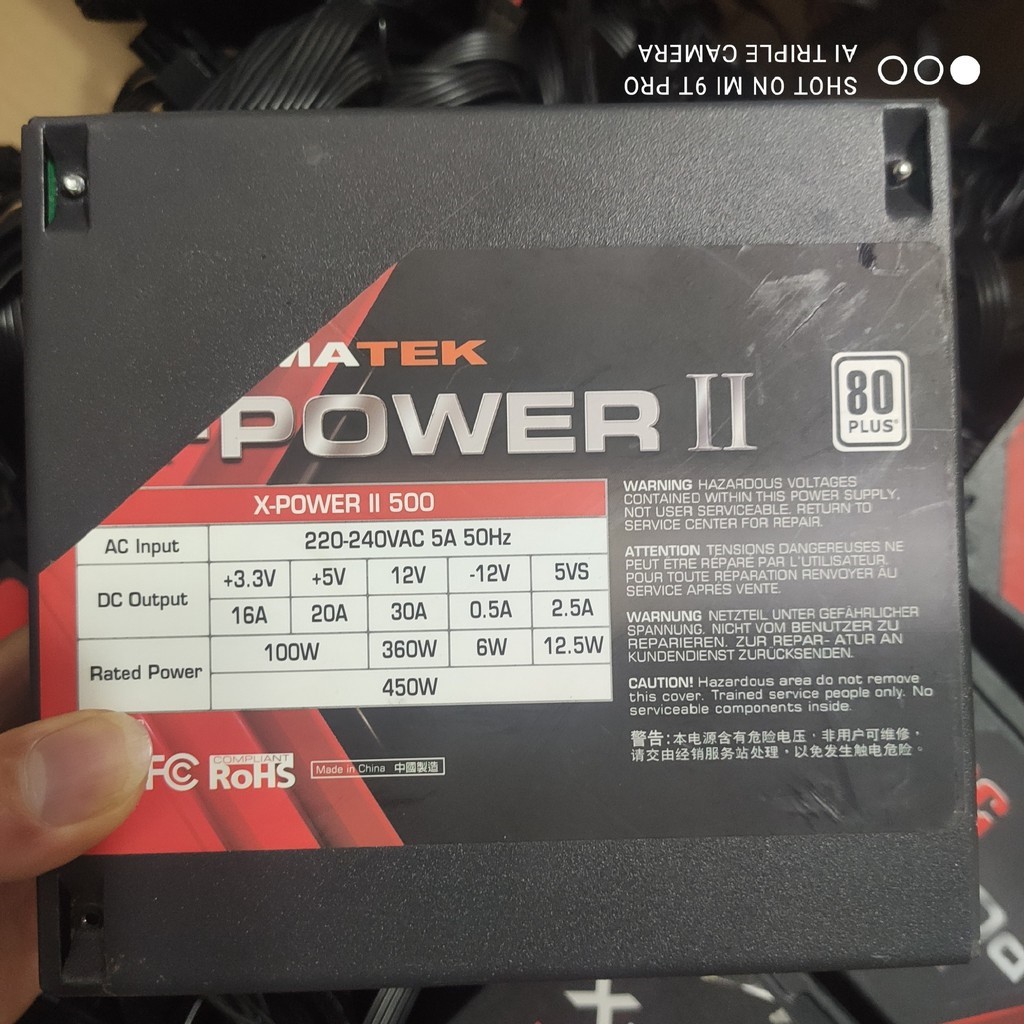 SHOT ON MI 9T PRO
AI TRIPLE CAMERA
MATEK
-POWER II
80
PLUS®
X-POWER II 500
AC Input 220-240VAC 5A 50Hz
DC Output +3.3V +5V 12V -12V 5VS
16A 20A 30A 0.5A 2.5A
Rated Power 100W 360W 6W 12.5W
450W
FC COMPLIANT RoHS Made in China 中國製造
WARNING HAZARDOUS VOLTAGES
CONTAINED WITHIN THIS POWER SUPPLY.
NOT USER SERVICEABLE. RETURN TO
SERVICE CENTER FOR REPAIR.
ATTENTION TENSIONS DANGEREUSES NE
PEUT ÊTRE RÉPARÉ PAR L'UTILISATEUR.
POUR TOUTE RÉPARATION RENVOYER AU
SERVICE APRÈS VENTE.
WARNUNG NETZTEIL UNTER GEFÄHRLICHER
SPANNUNG. NICHT VOM BENUTZER ZU
REPARIEREN. ZUR REPAR- ATUR AN
KUNDENDIENST ZURÜCKSENDEN.
CAUTION! Hazardous area do not remove
this cover. Trained service people only. No
serviceable components inside.
警告:本电源含有危险电压，非用户可维修，
请交由经销服务站处理，以免发生触电危险。